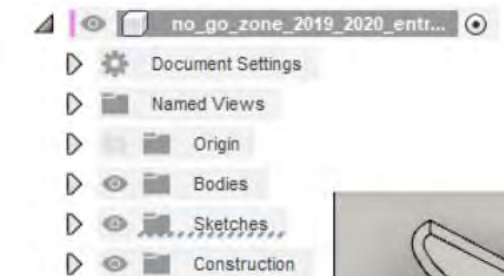 no_go_zone_2019_2020_entr...
Document Settings
Named Views
Origin
Bodies
Sketches
Construction